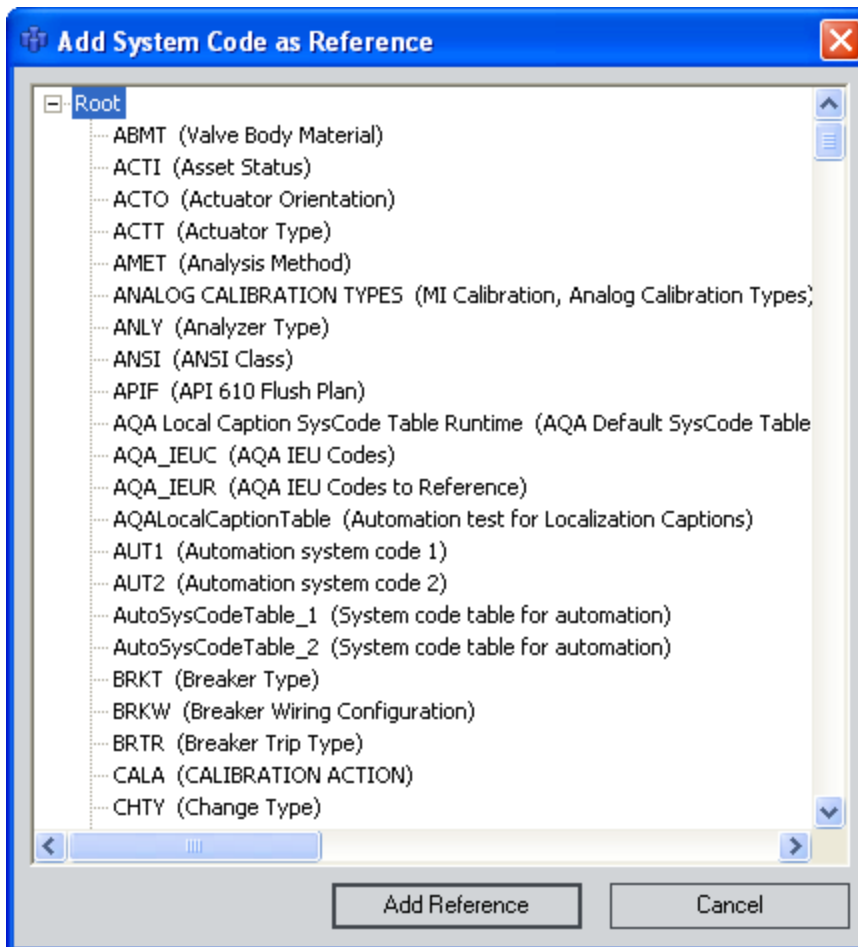 Add System Code as Reference
Root
ABMT (Valve Body Material)
ACTI (Asset Status)
ACTO (Actuator Orientation)
ACTT (Actuator Type)
AMET (Analysis Method)
ANALOG CALIBRATION TYPES (MI Calibration, Analog Calibration Types)
ANLY (Analyzer Type)
ANSI (ANSI Class)
APIF (API 610 Flush Plan)
AQA Local Caption SysCode Table Runtime (AQA Default SysCode Table
AQA_IEUC (AQA IEU Codes)
AQA_IEUR (AQA IEU Codes to Reference)
AQALocalCaptionTable (Automation test for Localization Captions)
AUT1 (Automation system code 1)
AUT2 (Automation system code 2)
AutoSysCodeTable_1 (System code table for automation)
AutoSysCodeTable_2 (System code table for automation)
BRKT (Breaker Type)
BRKW (Breaker Wiring Configuration)
BRTR (Breaker Trip Type)
CALA (CALIBRATION ACTION)
CHTY (Change Type)
Add Reference Cancel